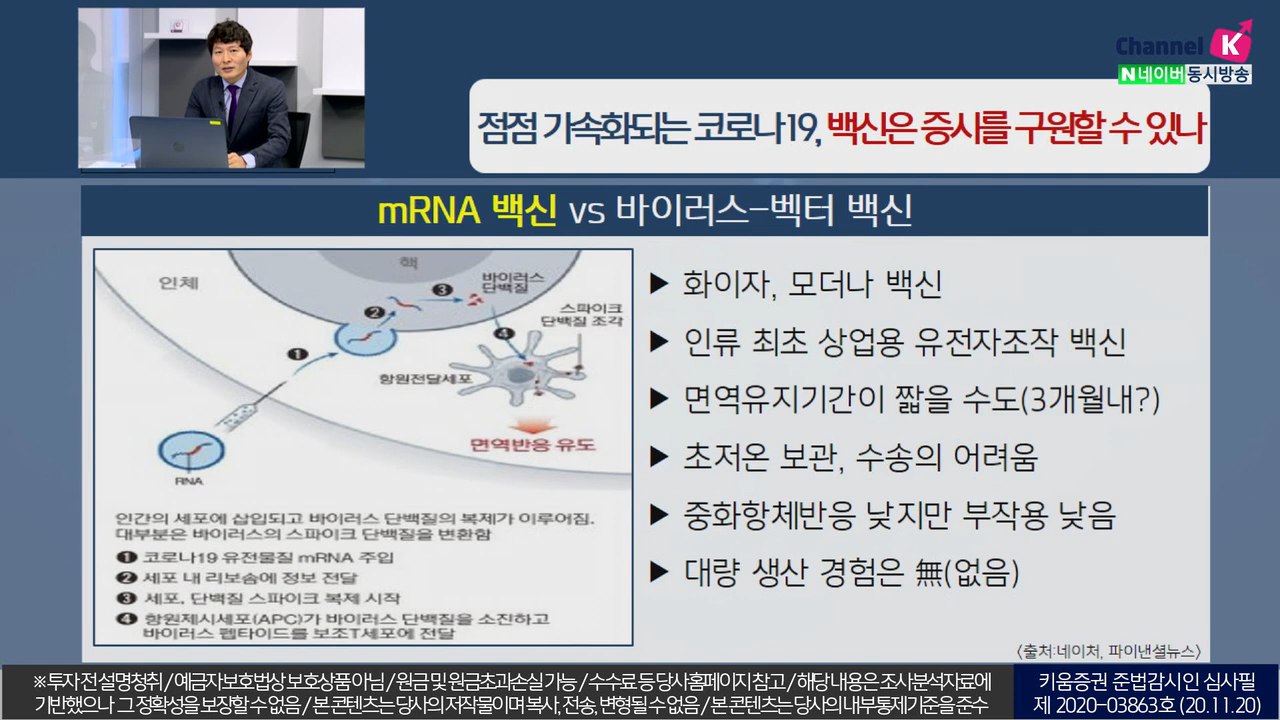 Channel K
N 네이버 동시방송
점점 가속화되는 코로나19, 백신은 증시를 구원할 수 있나
mRNA 백신 vs 바이러스-벡터 백신
인체
핵
바이러스
단백질
스파이크
단백질 조각
❶
❷
❸
❹
항원전달세포
면역반응 유도
RNA
인간의 세포에 삽입되고 바이러스 단백질의 복제가 이루어짐.
대부분은 바이러스의 스파이크 단백질을 변환함
❶ 코로나19 유전물질 mRNA 주입
❷ 세포 내 리보솜에 정보 전달
❸ 세포, 단백질 스파이크 복제 시작
❹ 항원제시세포(APC)가 바이러스 단백질을 소진하고
바이러스 펩타이드를 보조T세포에 전달
▶ 화이자, 모더나 백신
▶ 인류 최초 상업용 유전자조작 백신
▶ 면역유지기간이 짧을 수도(3개월내?)
▶ 초저온 보관, 수송의 어려움
▶ 중화항체반응 낮지만 부작용 낮음
▶ 대량 생산 경험은 無(없음)
<출처:네이처, 파이낸셜뉴스>
※ 투자 전 설명청취 / 예금자보호법상 보호상품 아님 / 원금 및 원금초과손실 가능 / 수수료 등 당사홈페이지 참고 / 해당 내용은 조사분석자료에
기반했으나 그 정확성을 보장할 수 없음 / 본 콘텐츠는 당사의 저작물이며 복사, 전송, 변형될 수 없음 / 본 콘텐츠는 당사의 내부통제기준을 준수
키움증권 준법감시인 심사필
제 2020-03863호 (20.11.20)